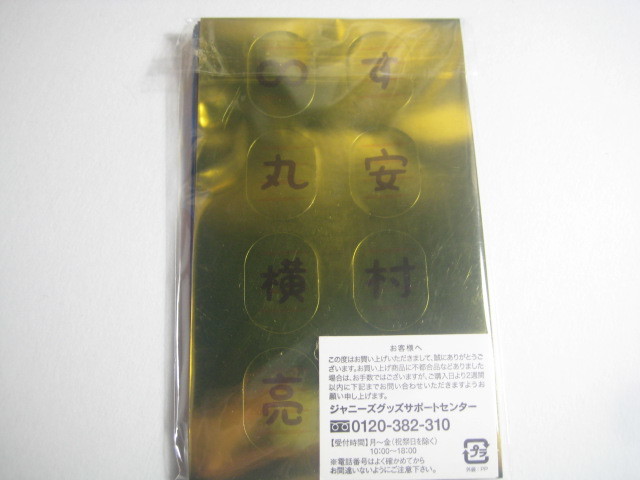 ∞ す
丸 安
横 村
亮
お客様へ
この度はお買い上げいただきまして、誠にありがとうご
ざいます。お買い上げ商品に不都合品などありました
場合は、お手数ではございますが、ご購入日より2週間
以内に下記までお問い合わせいただきますようお
願い申し上げます。
ジャニーズグッズサポートセンター
0120-382-310
【受付時間】月〜金(祝祭日を除く)
10:00〜18:00
※電話番号はよく確かめてから
お間違いないようにご注意下さい。
プラ